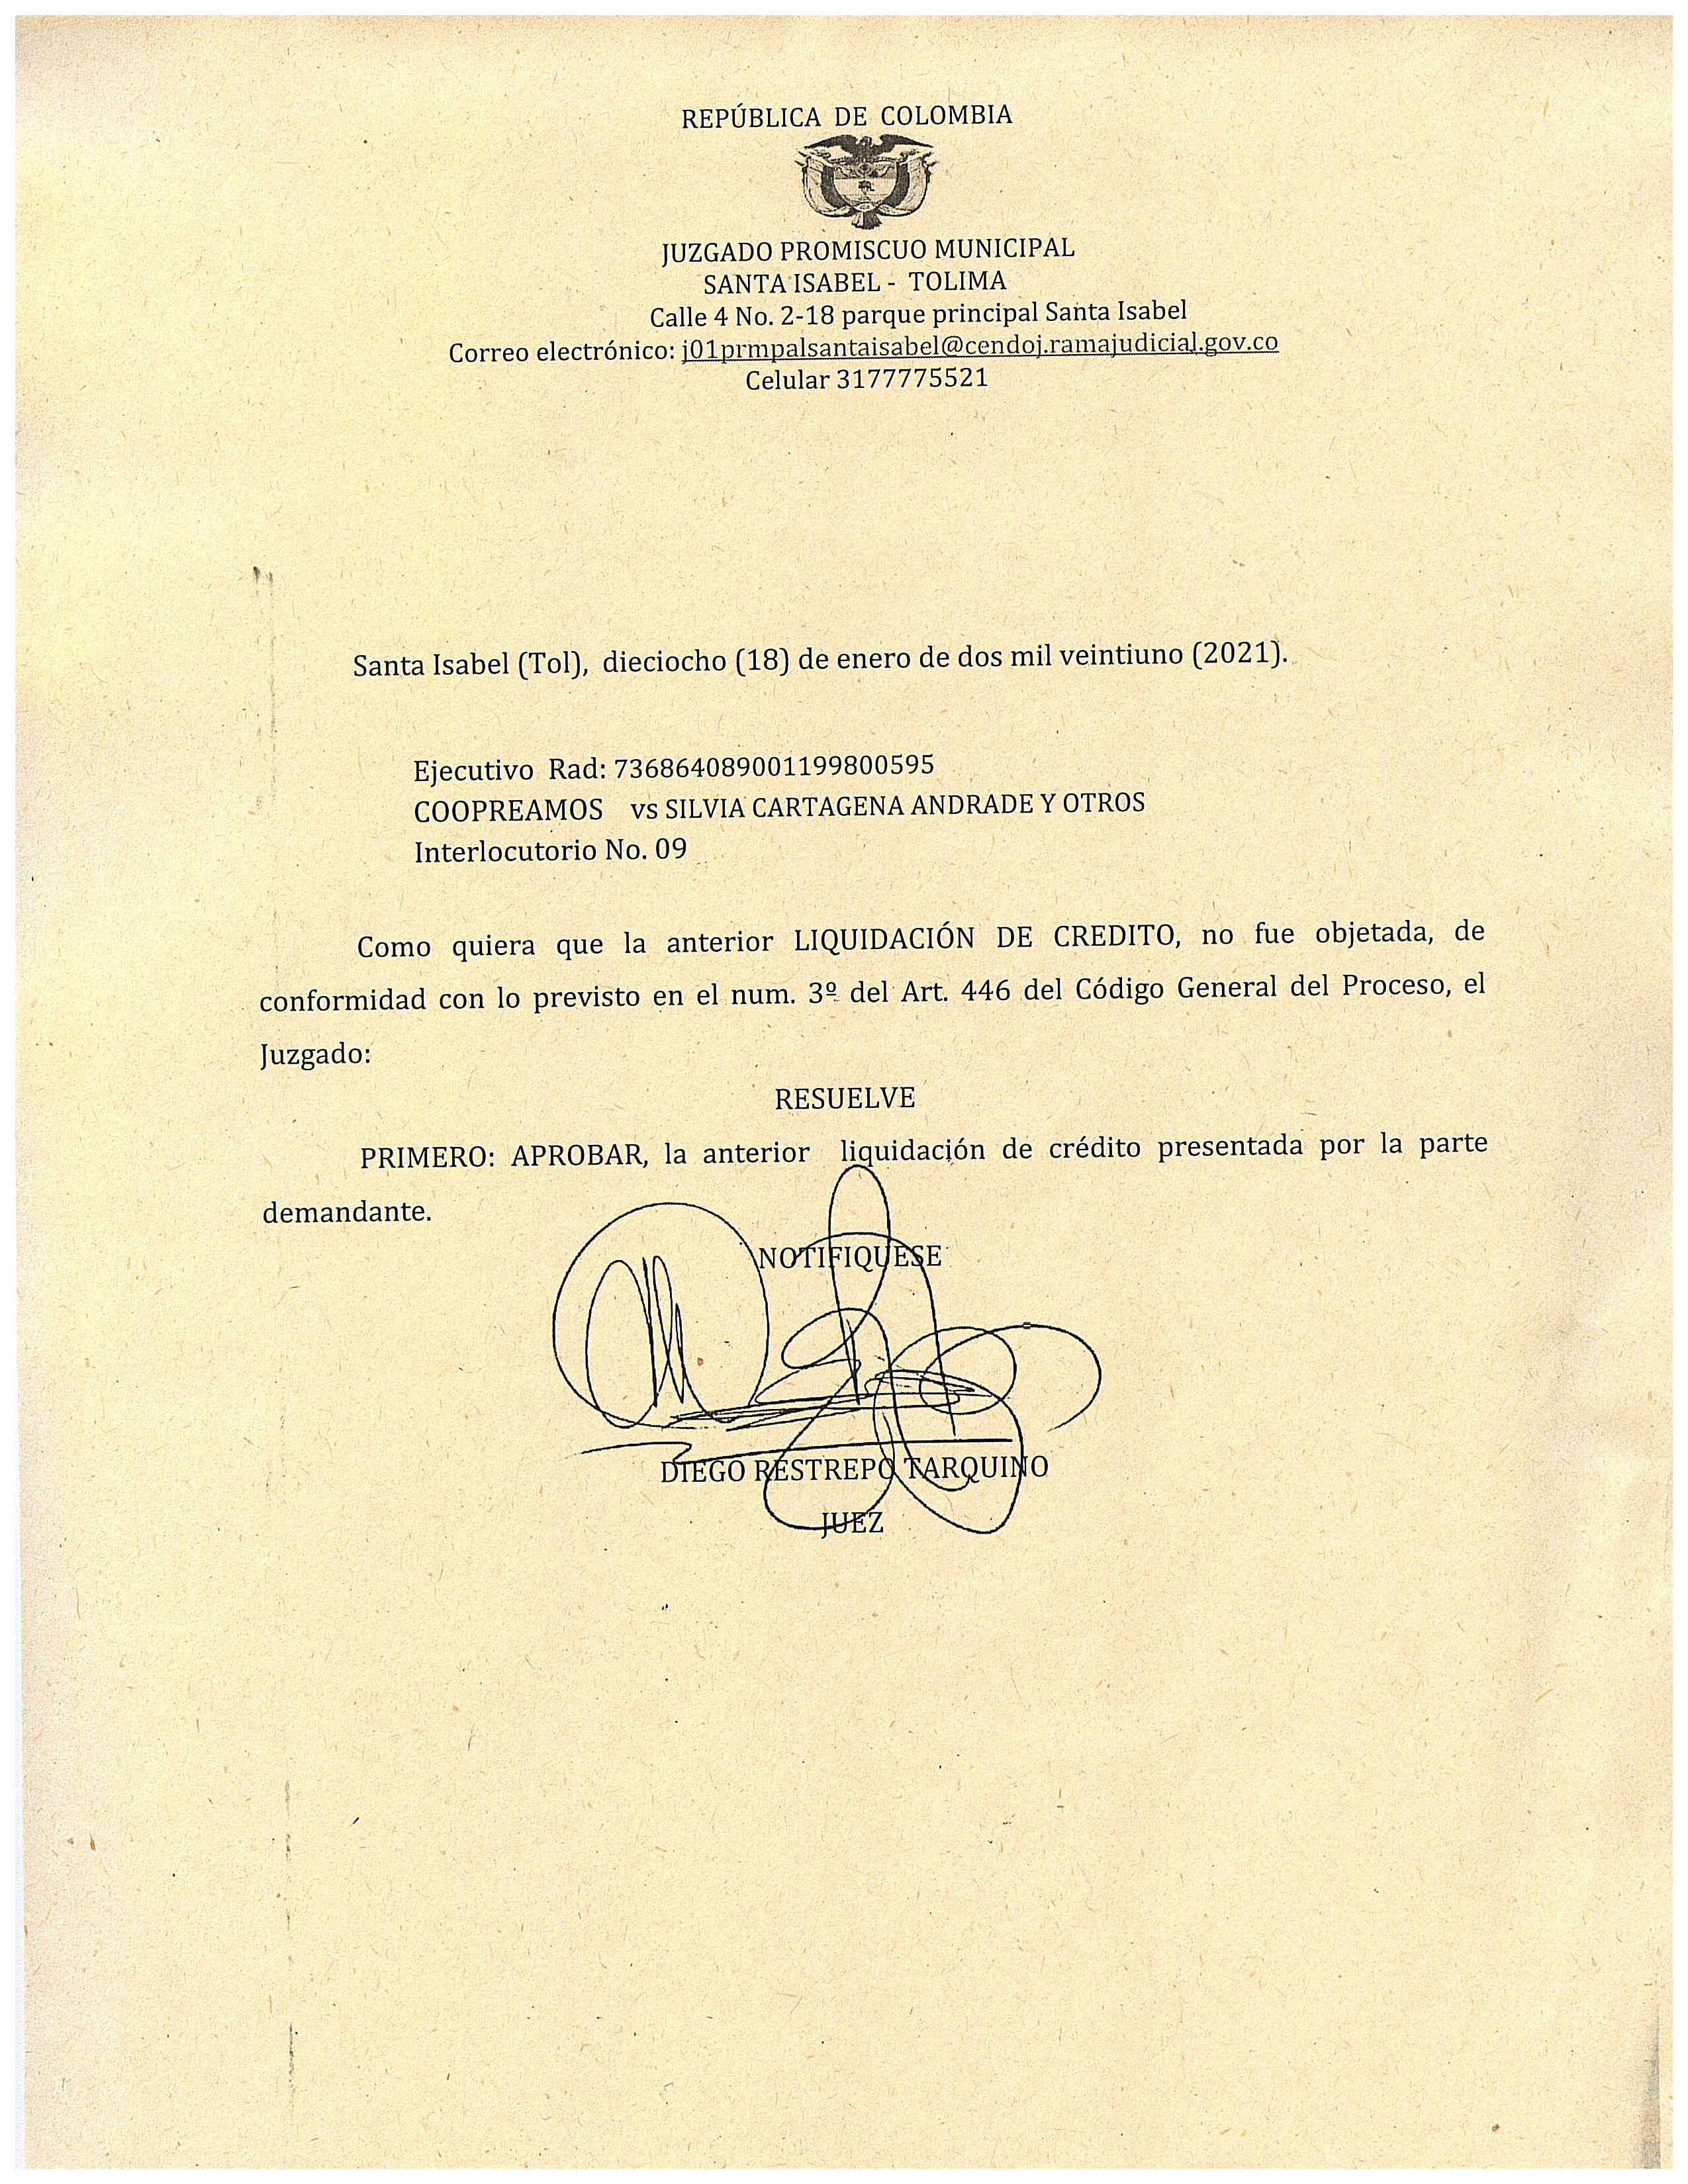 REPÚBLICA DE COLOMBIA
JUZGADO PROMISCUO MUNICIPAL
SANTA ISABEL - TOLIMA
Calle 4 No. 2-18 parque principal Santa Isabel
Correo electrónico: j01prmpalsantaisabel@cendoj.ramajudicial.gov.co
Celular 3177775521
Santa Isabel (Tol), dieciocho (18) de enero de dos mil veintiuno (2021).
Ejecutivo Rad: 736864089001199800595
COOPREAMOS vs SILVIA CARTAGENA ANDRADE Y OTROS
Interlocutorio No. 09
Como quiera que la anterior LIQUIDACIÓN DE CREDITO, no fue objetada, de
conformidad con lo previsto en el num. 3º del Art. 446 del Código General del Proceso, el
Juzgado:
RESUELVE
PRIMERO: APROBAR, la anterior liquidación de crédito presentada por la parte
demandante.
NOTIFIQUESE
DIEGO RESTREPO TARQUINO
JUEZ